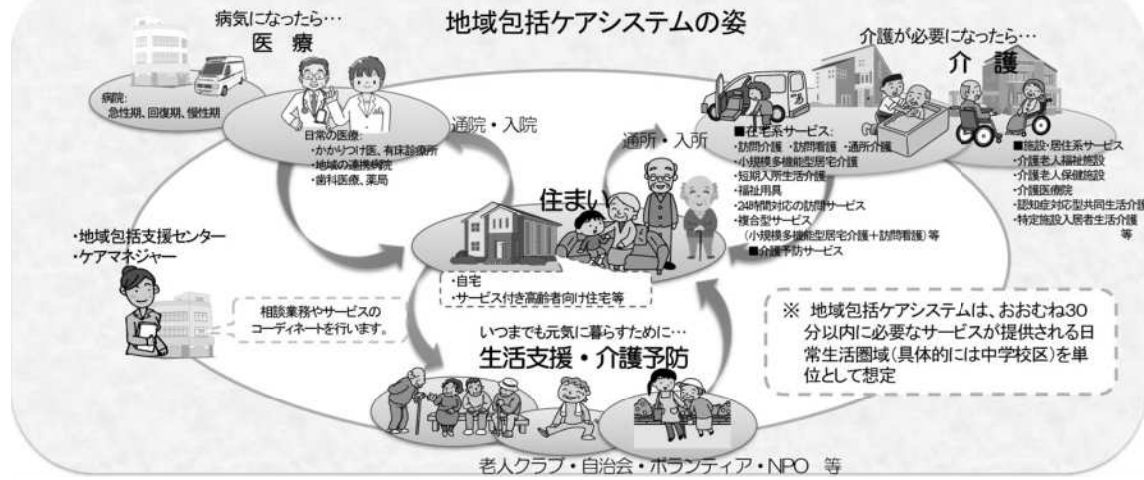 地域包括ケアシステムの姿
病気になったら…
医 療
病院:
急性期、回復期、慢性期
日常の医療:
・かかりつけ医、有床診療所
・地域の連携病院
・歯科医療、薬局
通院・入院
介護が必要になったら…
介 護
通所・入所
■在宅系サービス:
・訪問介護 ・訪問看護 ・通所介護
・小規模多機能型居宅介護
・短期入所生活介護
・福祉用具
・24時間対応の訪問サービス
・複合型サービス
(小規模多機能型居宅介護+訪問看護)等
■介護予防サービス
■施設・居住系サービス
・介護老人福祉施設
・介護老人保健施設
・介護医療院
・認知症対応型共同生活介護
・特定施設入居者生活介護
等
住まい
・自宅
・サービス付き高齢者向け住宅等
・地域包括支援センター
・ケアマネジャー
相談業務やサービスの
コーディネートを行います。
いつまでも元気に暮らすために…
生活支援・介護予防
老人クラブ・自治会・ボランティア・NPO 等
※ 地域包括ケアシステムは、おおむね30
分以内に必要なサービスが提供される日
常生活圏域(具体的には中学校区)を単
位として想定